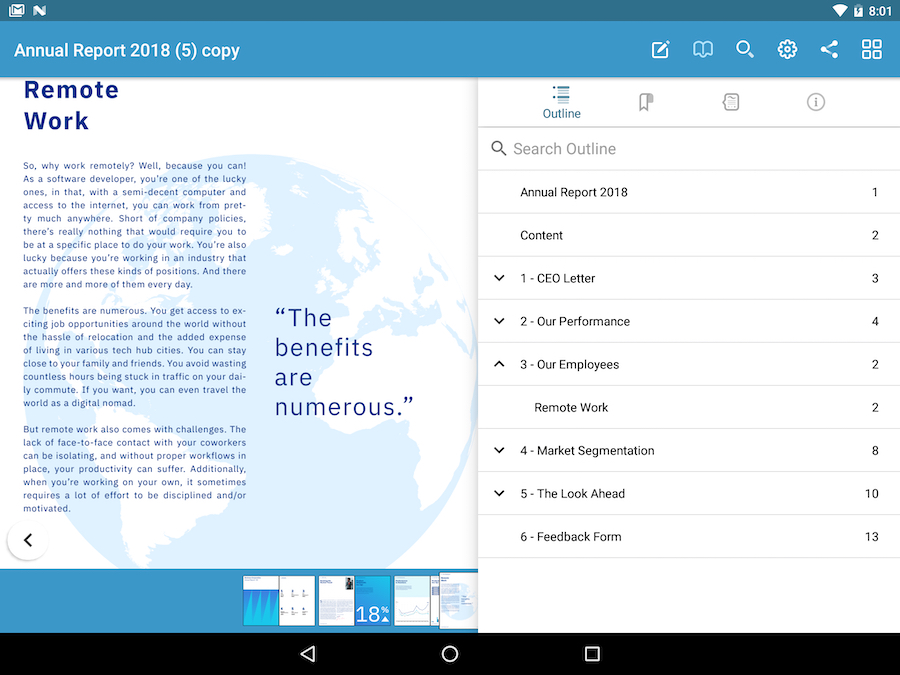 8:01
Annual Report 2018 (5) copy
Remote
Work
So, why work remotely? Well, because you can!
As a software developer, you're one of the lucky
ones, in that, with a semi-decent computer and
access to the internet, you can work from pret-
ty much anywhere. Short of company policies,
there's really nothing that would require you to
be at a specific place to do your work. You're also
lucky because you're working in an industry that
actually offers these kinds of positions. And there
are more and more of them every day.
The benefits are numerous. You get access to ex-
citing job opportunities around the world without
the hassle of relocation and the added expense
of living in various tech hub cities. You can stay
close to your family and friends. You avoid wasting
countless hours being stuck in traffic on your dai-
ly commute. If you want, you can even travel the
world as a digital nomad.
But remote work also comes with challenges. The
lack of face-to-face contact with your coworkers
can be isolating, and without proper workflows in
place, your productivity can suffer. Additionally,
when you're working on your own, it sometimes
requires a lot of effort to be disciplined and/or
motivated.
“The
benefits
are
numerous.”
18%
Outline
Search Outline
Annual Report 2018 1
Content 2
1 - CEO Letter 3
2 - Our Performance 4
3 - Our Employees 2
Remote Work 2
4 - Market Segmentation 8
5 - The Look Ahead 10
6 - Feedback Form 13